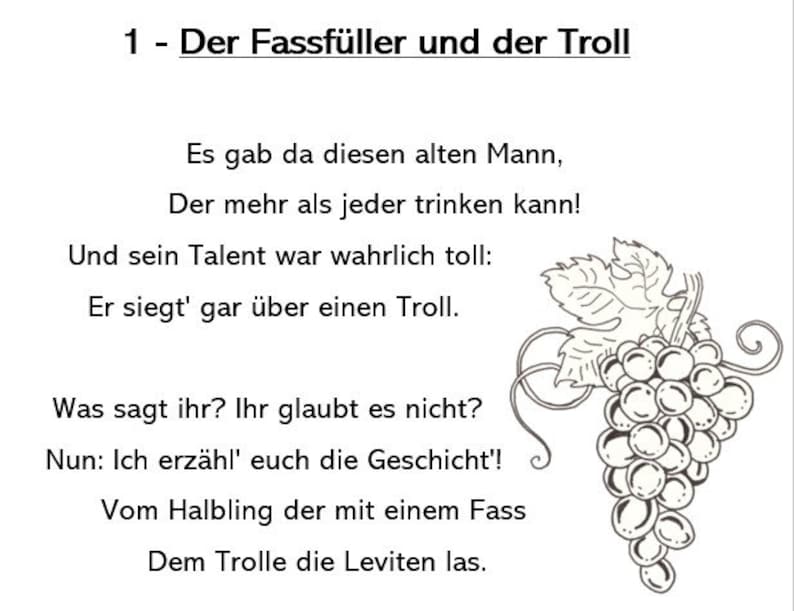 1 - Der Fassfüller und der Troll
Es gab da diesen alten Mann,
Der mehr als jeder trinken kann!
Und sein Talent war wahrlich toll:
Er siegt' gar über einen Troll.
Was sagt ihr? Ihr glaubt es nicht?
Nun: Ich erzähl' euch die Geschicht'!
Vom Halbling der mit einem Fass
Dem Trolle die Leviten las.